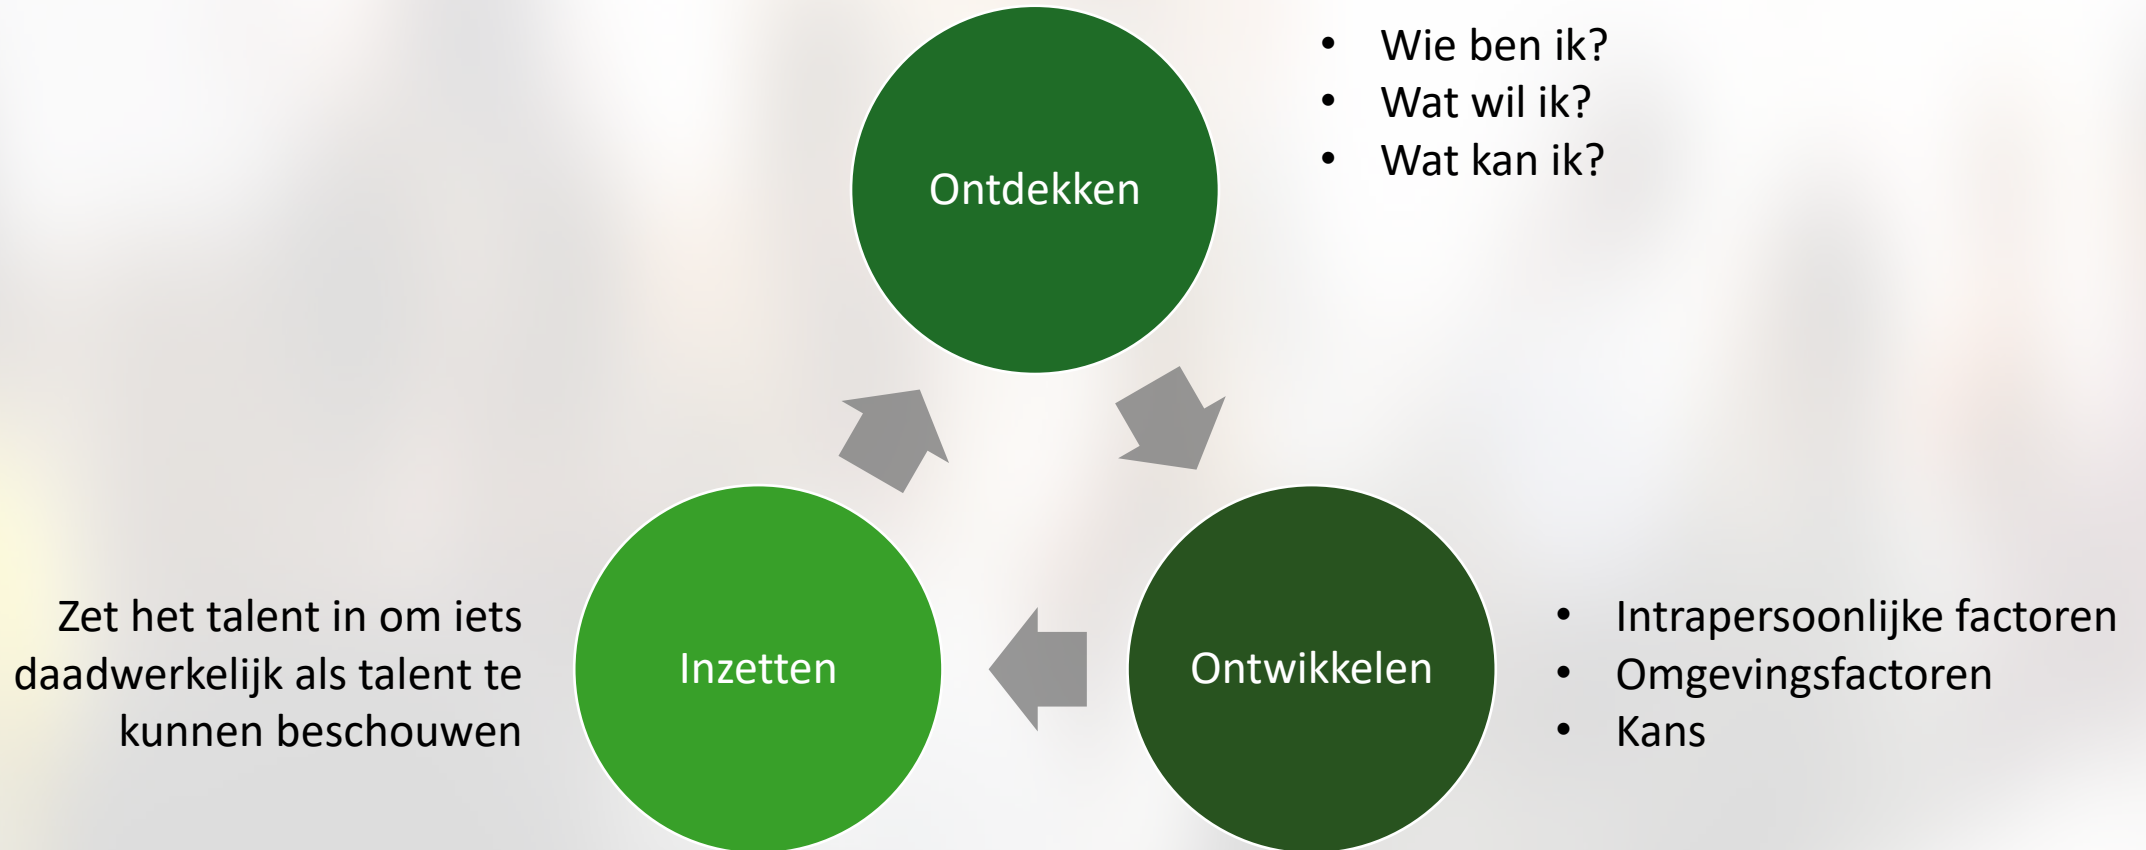 Ontdekken
• Wie ben ik?
• Wat wil ik?
• Wat kan ik?
Zet het talent in om iets
daadwerkelijk als talent te
kunnen beschouwen
Inzetten
Ontwikkelen
• Intrapersoonlijke factoren
• Omgevingsfactoren
• Kans